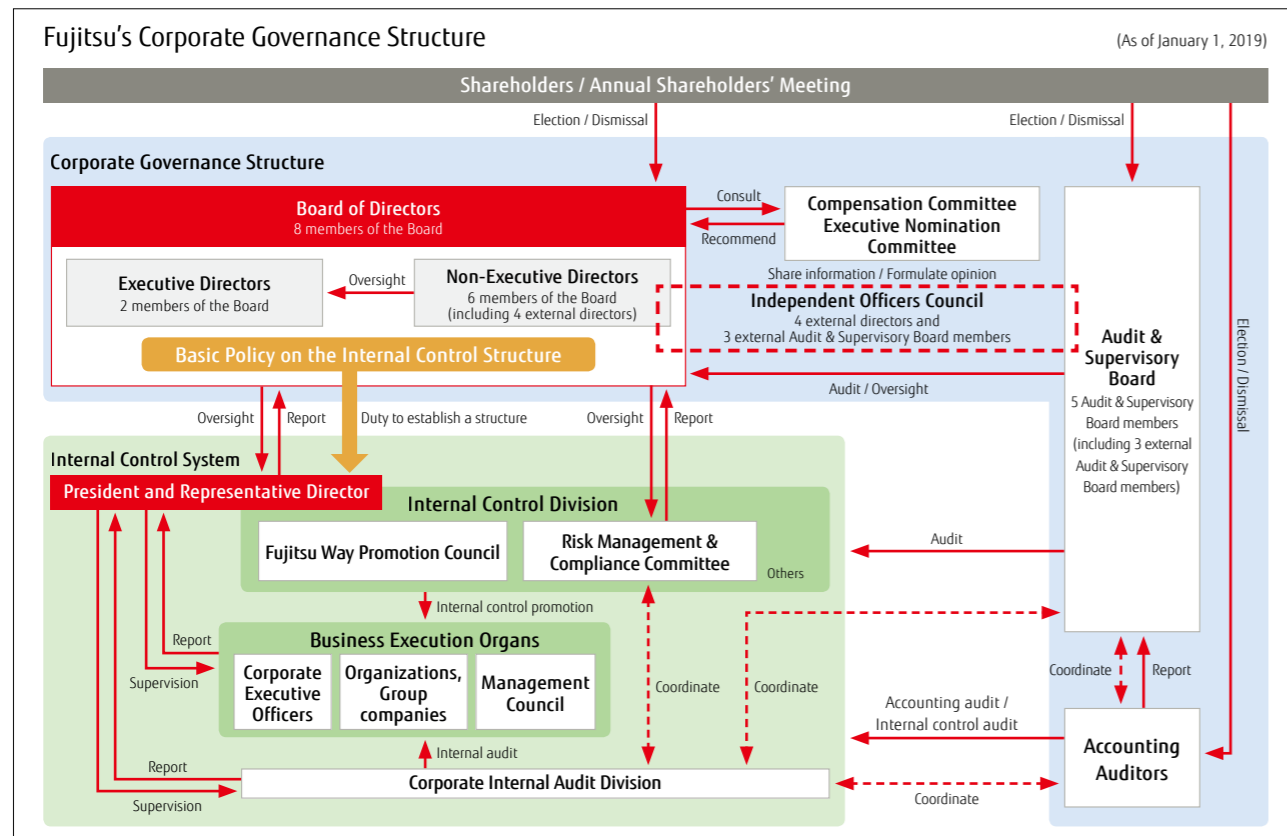 Fujitsu's Corporate Governance Structure
(As of January 1, 2019)
Shareholders / Annual Shareholders' Meeting
Election / Dismissal
Election / Dismissal
Corporate Governance Structure
Board of Directors
8 members of the Board
Consult
Recommend
Compensation Committee
Executive Nomination
Committee
Executive Directors
2 members of the Board
Oversight
Non-Executive Directors
6 members of the Board
(including 4 external directors)
Share information / Formulate opinion
Independent Officers Council
4 external directors and
3 external Audit & Supervisory Board members
Audit &
Supervisory
Board
5 Audit & Supervisory
Board members
(including 3 external
Audit & Supervisory
Board members)
Election / Dismissal
Basic Policy on the Internal Control Structure
Audit / Oversight
Oversight
Report
Duty to establish a structure
Oversight
Report
Internal Control System
President and Representative Director
Internal Control Division
Fujitsu Way Promotion Council
Risk Management &
Compliance Committee
Others
Audit
Internal control promotion
Business Execution Organs
Report
Supervision
Corporate
Executive
Officers
Organizations,
Group
companies
Management
Council
Coordinate
Coordinate
Coordinate
Report
Accounting audit /
Internal control audit
Accounting
Auditors
Internal audit
Report
Supervision
Corporate Internal Audit Division
Coordinate